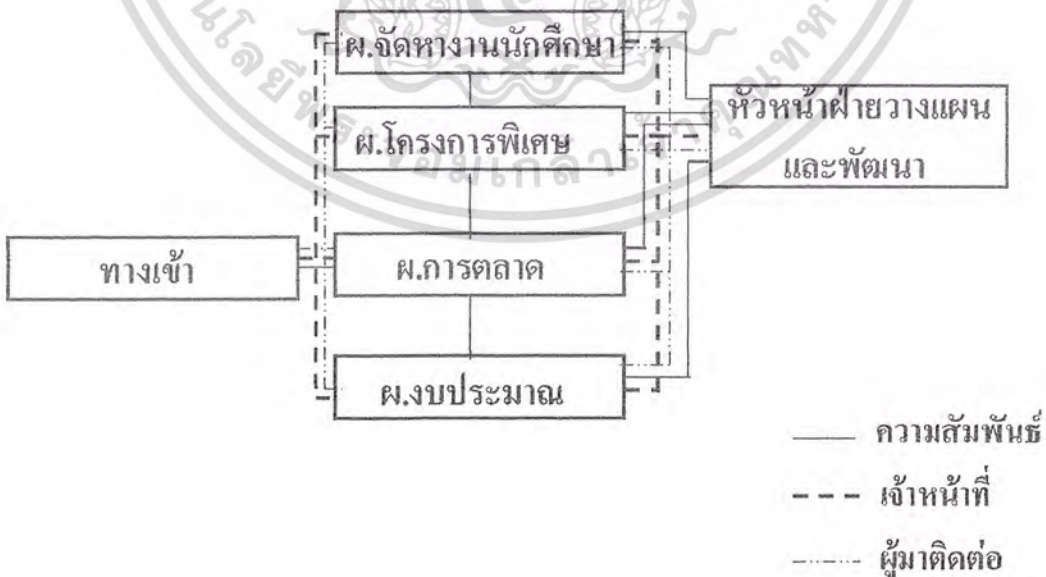 ผ.จัดหางานนักศึกษา
ผ.โครงการพิเศษ
หัวหน้าฝ่ายวางแผน
และพัฒนา
ทางเข้า
ผ.การตลาด
ผ.งบประมาณ
ความสัมพันธ์
เจ้าหน้าที่
ผู้มาติดต่อ